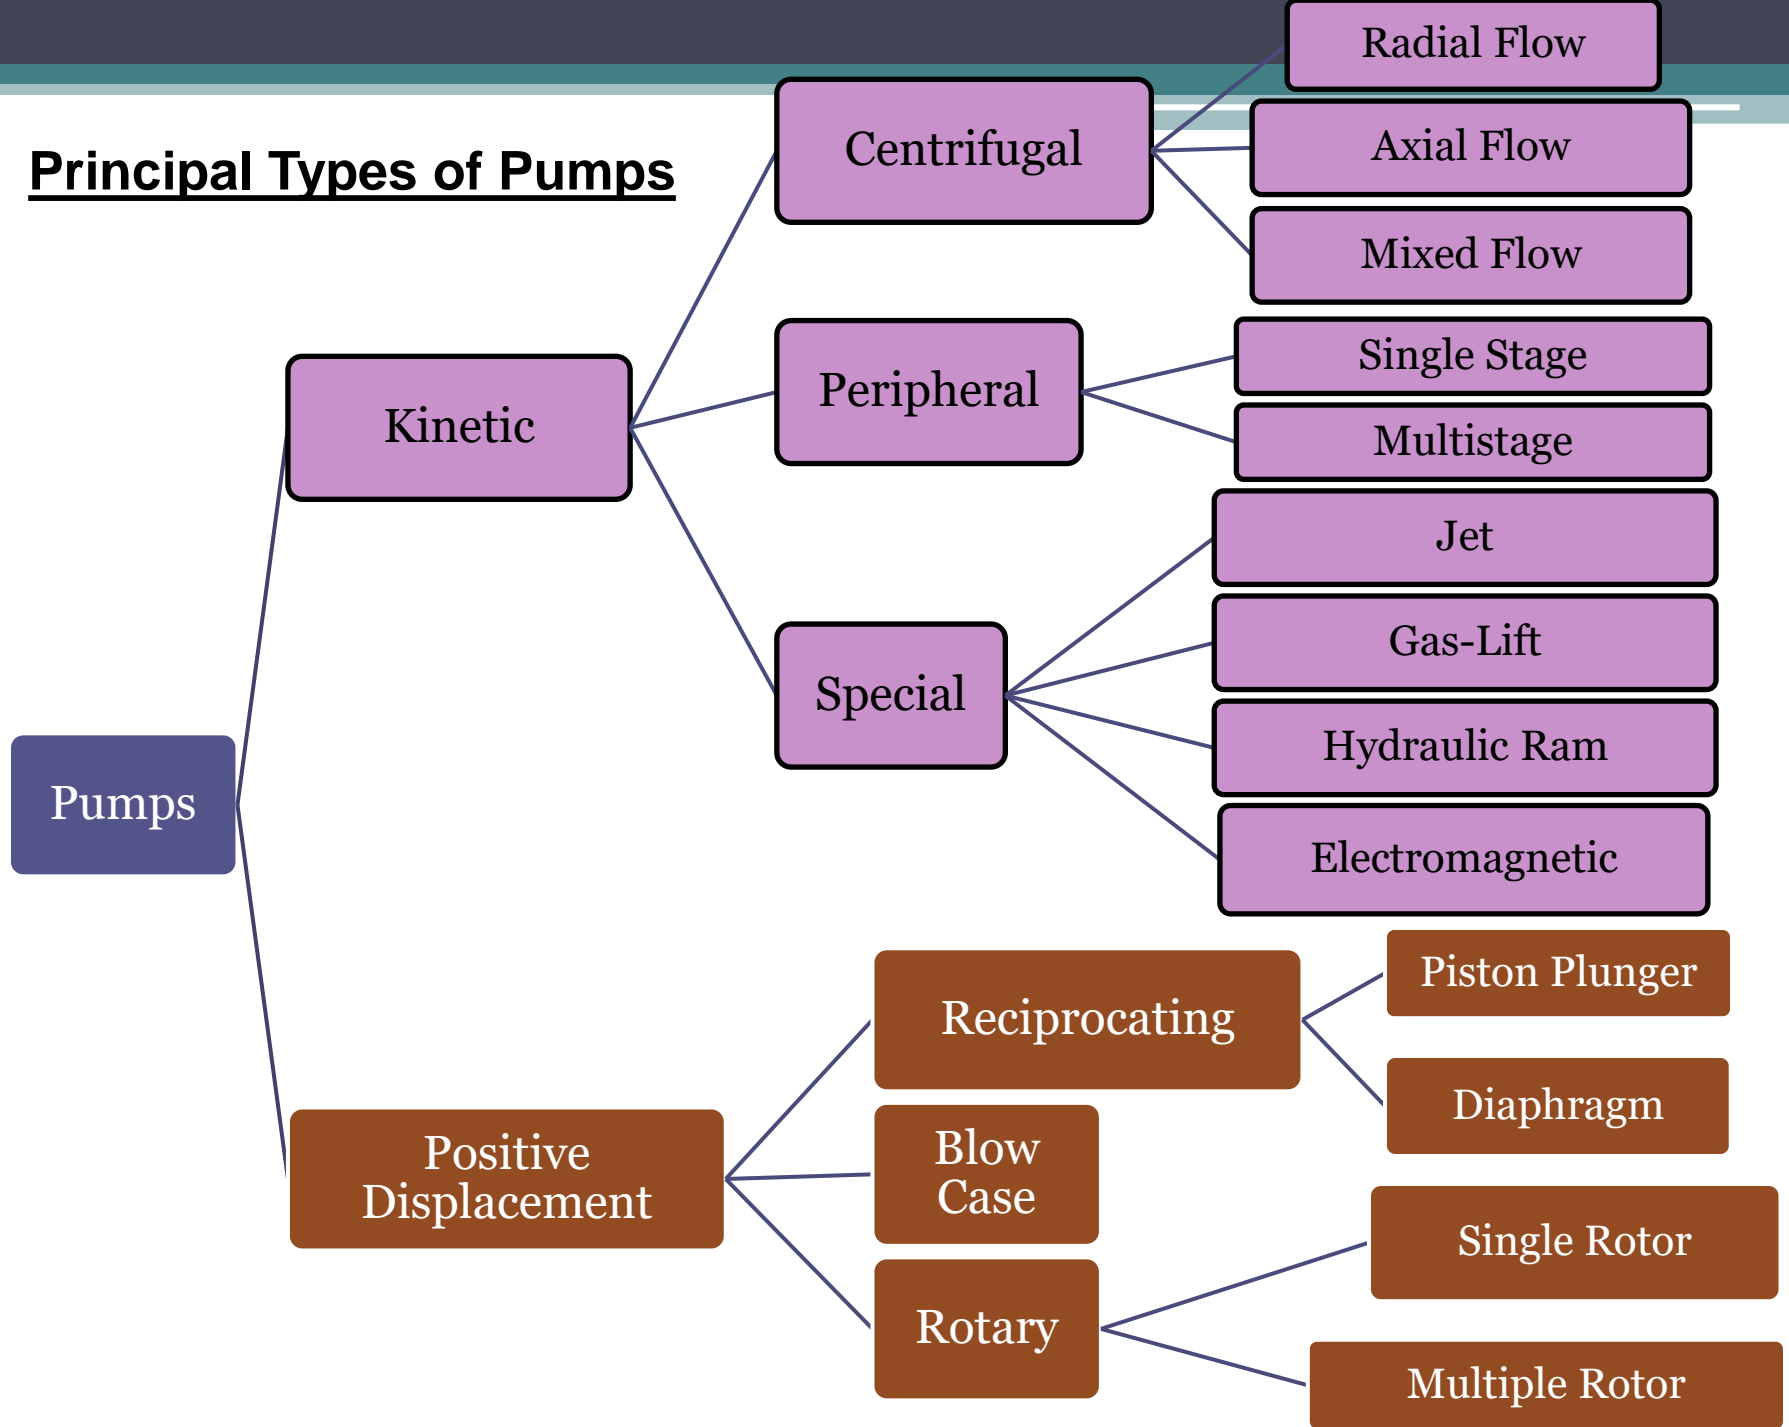 Principal Types of Pumps
Pumps
Kinetic
Centrifugal
Radial Flow
Axial Flow
Mixed Flow
Peripheral
Single Stage
Multistage
Special
Jet
Gas-Lift
Hydraulic Ram
Electromagnetic
Positive
Displacement
Reciprocating
Piston Plunger
Diaphragm
Blow
Case
Rotary
Single Rotor
Multiple Rotor